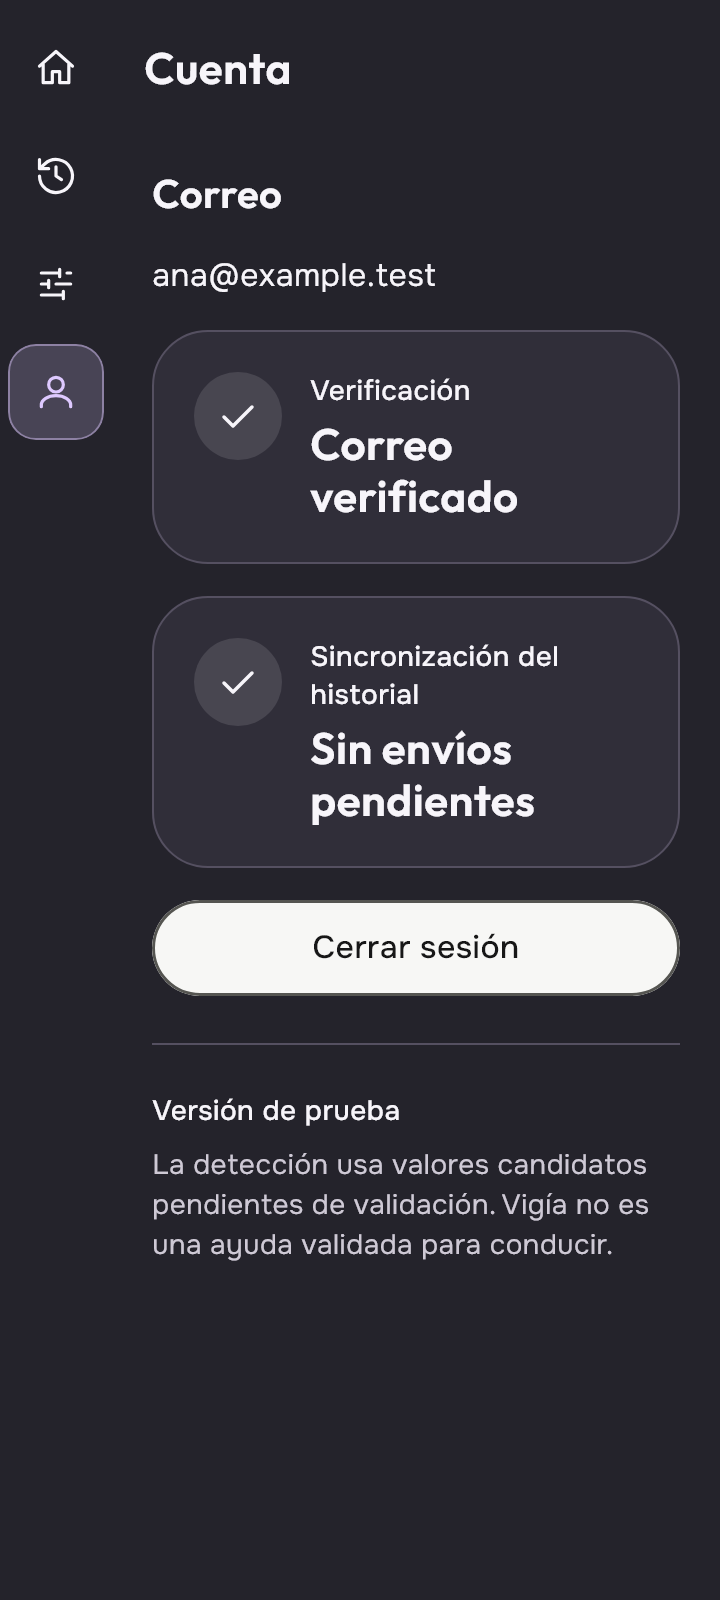 Cuenta
Correo
ana@example.test
Verificación
Correo
verificado
Sincronización del
historial
Sin envíos
pendientes
Cerrar sesión
Versión de prueba
La detección usa valores candidatos
pendientes de validación. Vigía no es
una ayuda validada para conducir.